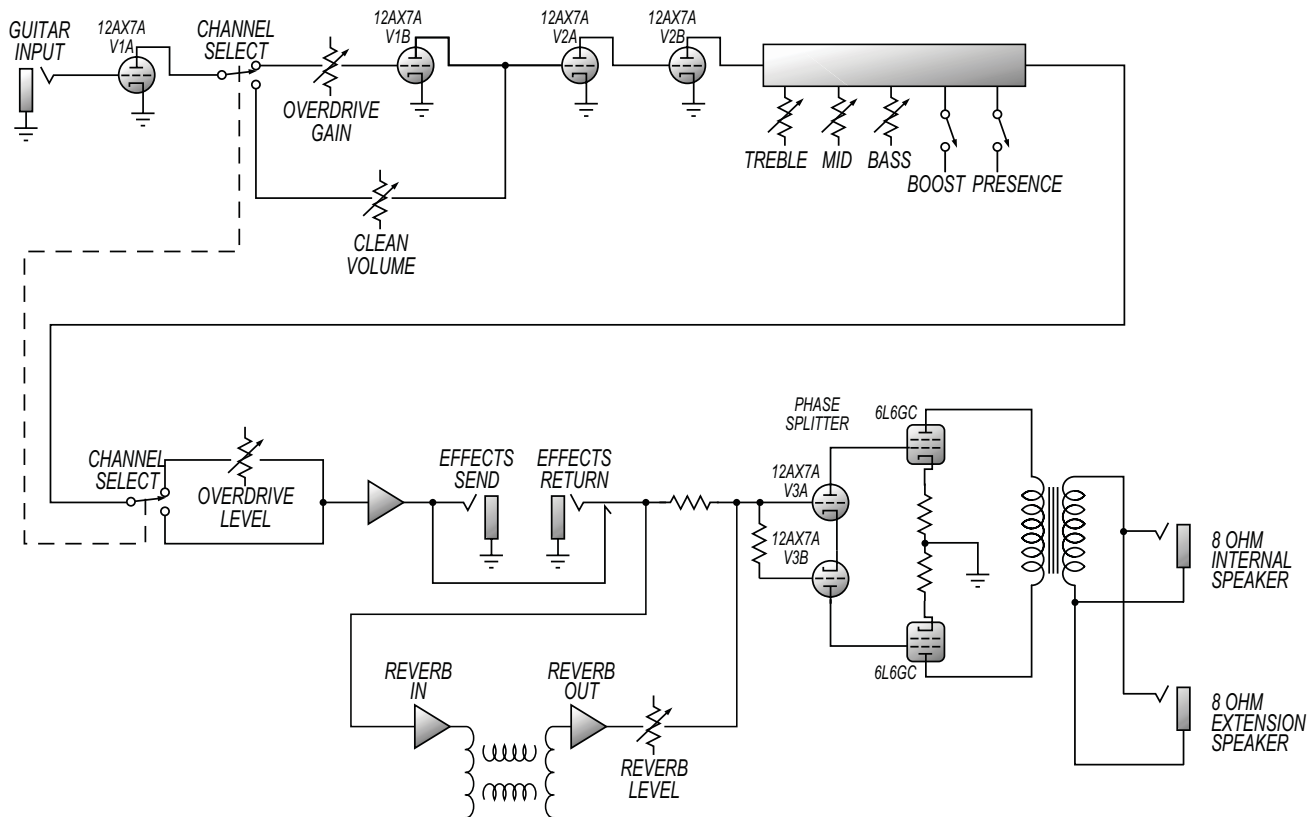 GUITAR
INPUT
12AX7A
V1A
CHANNEL
SELECT
OVERDRIVE
GAIN
12AX7A
V1B
12AX7A
V2A
12AX7A
V2B
TREBLE
MID
BASS
BOOST
PRESENCE
CLEAN
VOLUME
CHANNEL
SELECT
OVERDRIVE
LEVEL
EFFECTS
SEND
EFFECTS
RETURN
PHASE
SPLITTER
12AX7A
V3A
12AX7A
V3B
6L6GC
6L6GC
8 OHM
INTERNAL
SPEAKER
REVERB
IN
REVERB
OUT
REVERB
LEVEL
8 OHM
EXTENSION
SPEAKER